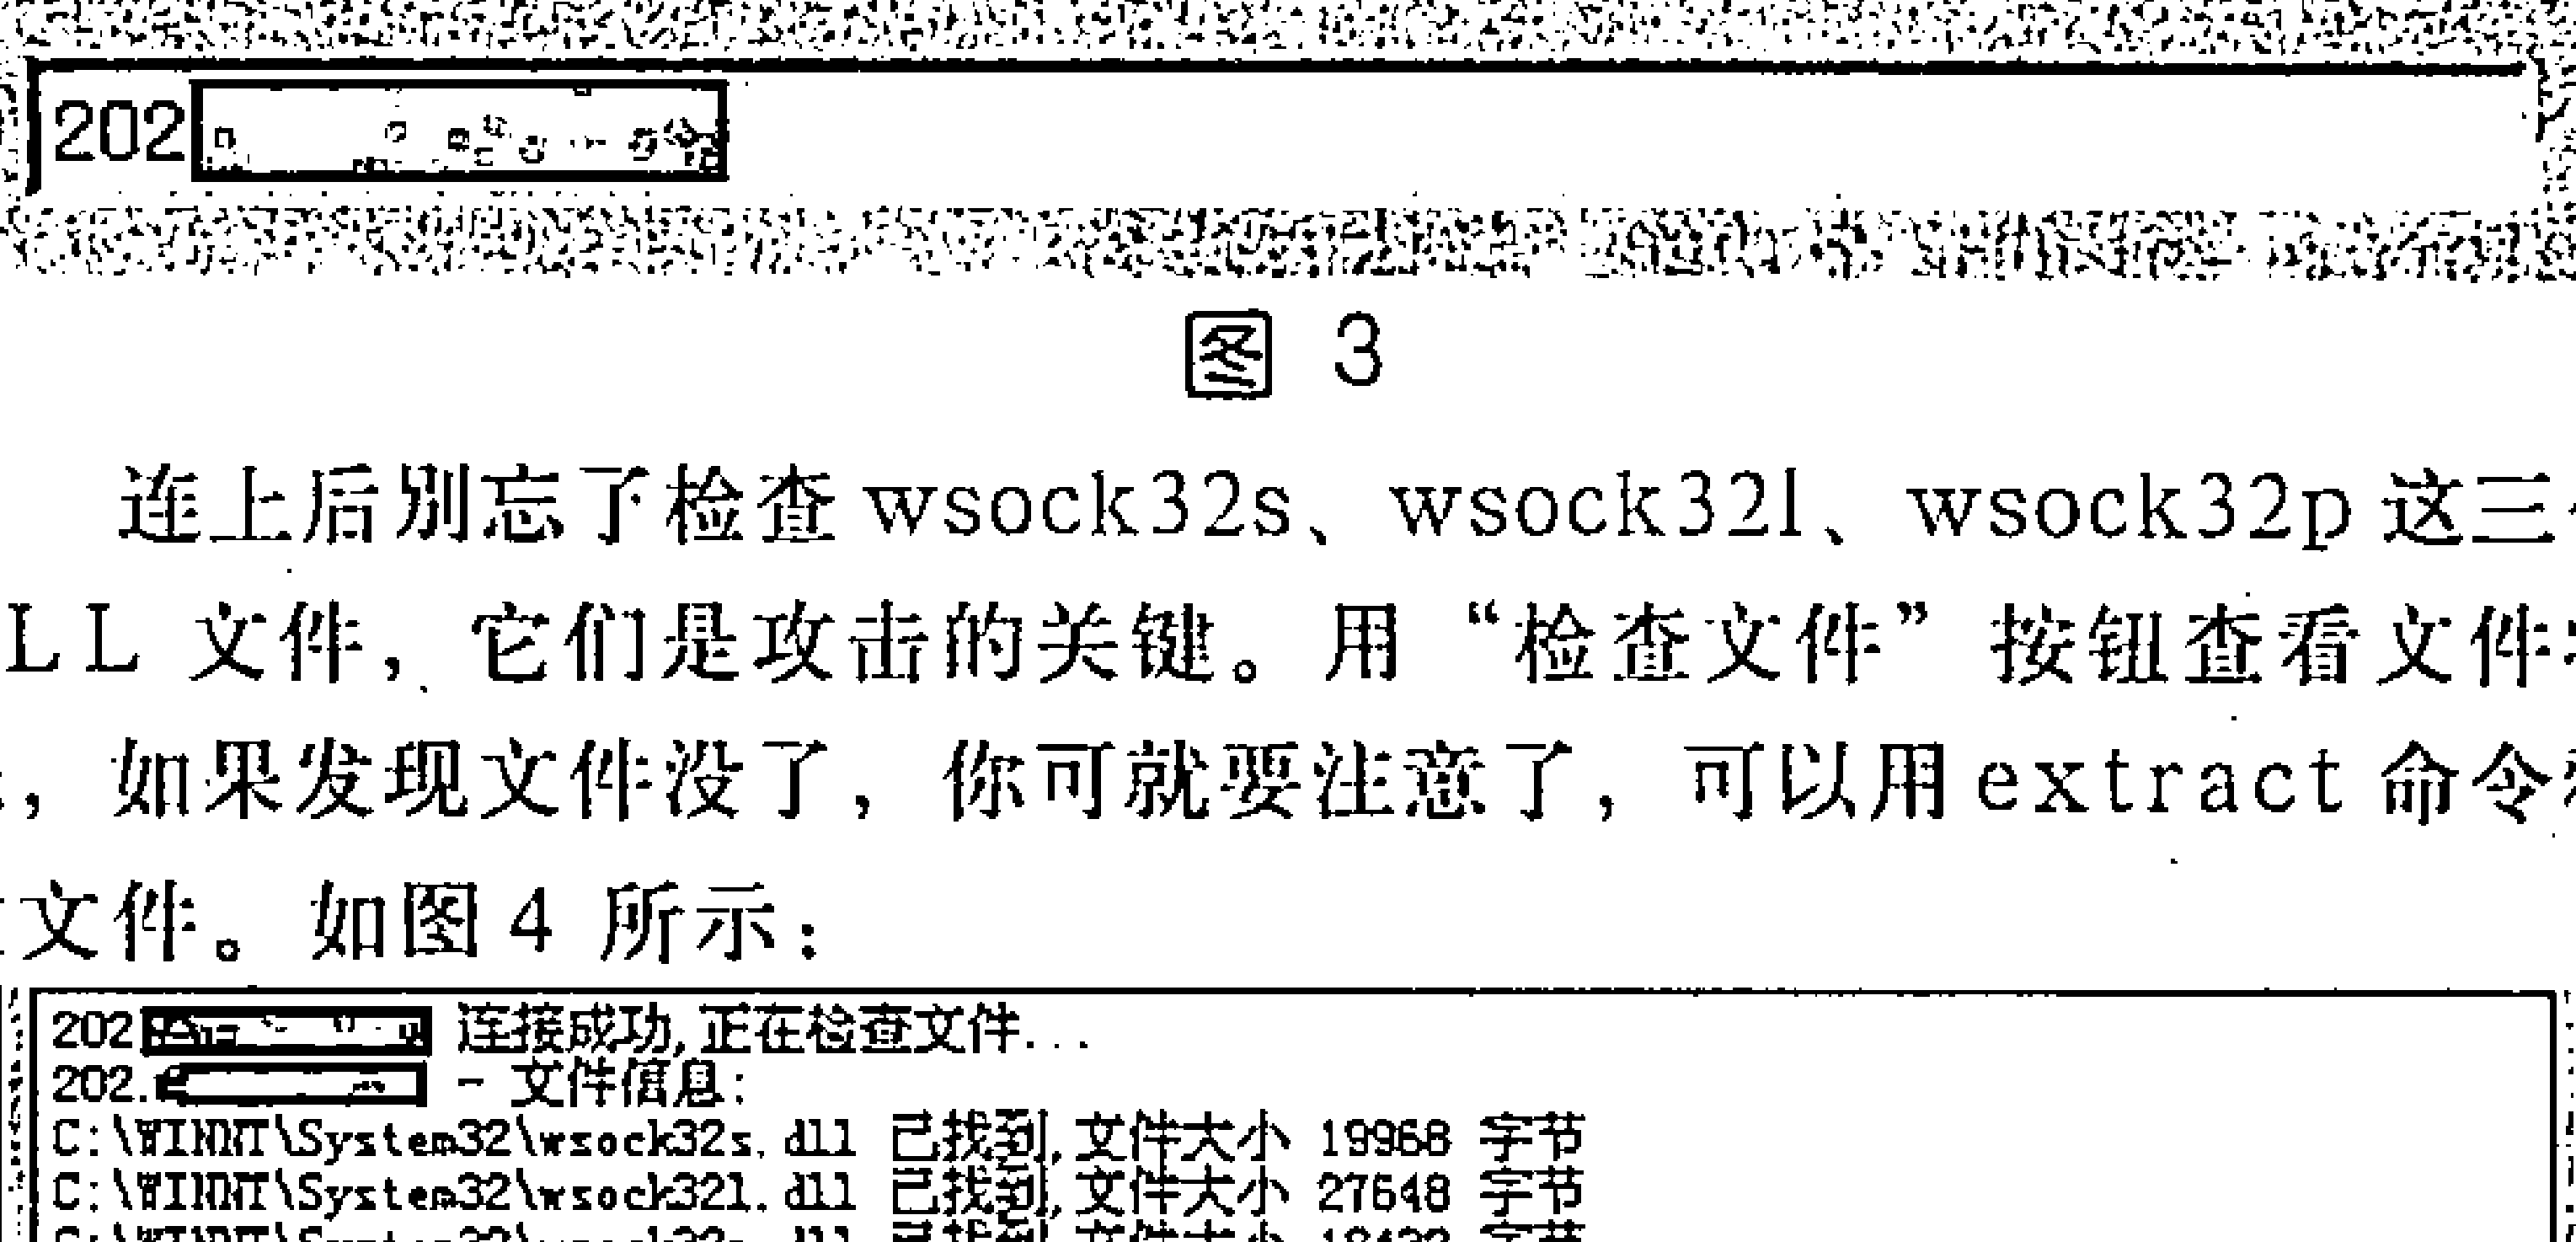 202
图 3
连上后别忘了检查 wsock32s、wsock32l、wsock32p 这三
LL 文件，它们是攻击的关键。用 “检查文件” 按钮查看文件
，如果发现文件没了，你可就要注意了，可以用 extract 命令
文件。如图 4 所示：
202 连接成功,正在检查文件...
202. - 文件信息:
C:\WINNT\System32\wsock32s.dll 已找到,文件大小 19968 字节
C:\WINNT\System32\wsock32l.dll 已找到,文件大小 27648 字节